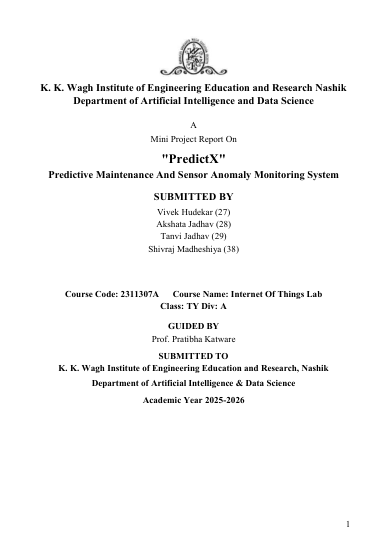 K. K. Wagh Institute of Engineering Education and Research Nashik
Department of Artificial Intelligence and Data Science
A
Mini Project Report On
"PredictX"
Predictive Maintenance And Sensor Anomaly Monitoring System
SUBMITTED BY
Vivek Hudekar (27)
Akshata Jadhav (28)
Tanvi Jadhav (29)
Shivraj Madheshiya (38)
Course Code: 2311307A Course Name: Internet Of Things Lab
Class: TY Div: A
GUIDED BY
Prof. Pratibha Katware
SUBMITTED TO
K. K. Wagh Institute of Engineering Education and Research, Nashik
Department of Artificial Intelligence & Data Science
Academic Year 2025-2026
1